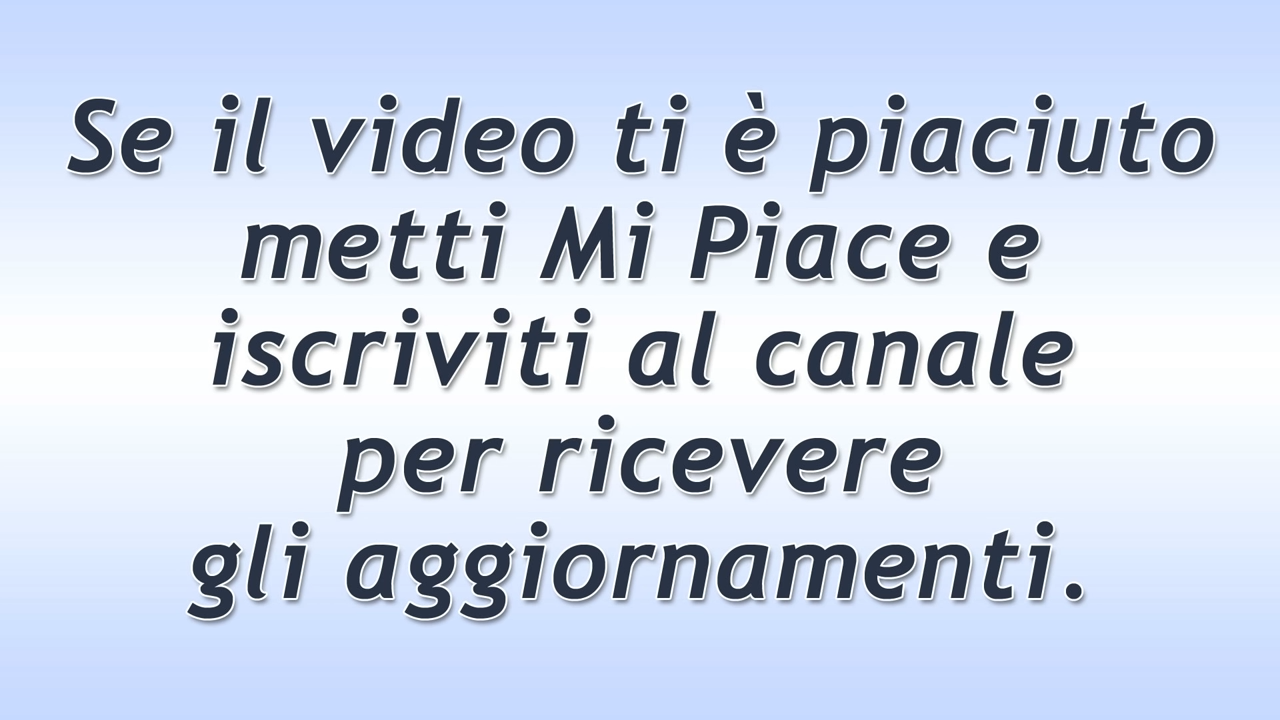 Se il video ti è piaciuto
metti Mi Piace e
iscriviti al canale
per ricevere
gli aggiornamenti.